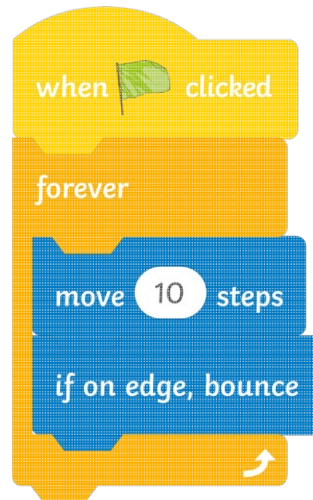 when clicked
forever
move 10 steps
if on edge, bounce